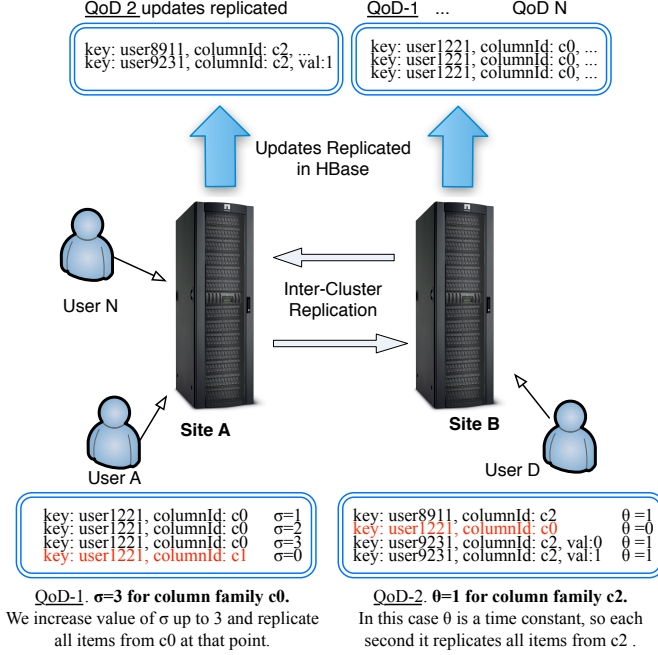 QoD 2 updates replicated
key: user8911, columnId: c2, ...
key: user9231, columnId: c2, val:1
QoD-1 ... QoD N
key: user1221, columnId: c0, ...
key: user1221, columnId: c0, ...
key: user1221, columnId: c0, ...
Updates Replicated
in HBase
User N
Inter-Cluster
Replication
Site A
Site B
User A
User D
key: user1221, columnId: c0 σ=1
key: user1221, columnId: c0 σ=2
key: user1221, columnId: c0 σ=3
key: user1221, columnId: c1 σ=0
key: user8911, columnId: c2 θ =1
key: user1221, columnId: c0 θ =0
key: user9231, columnId: c2, val:0 θ =1
key: user9231, columnId: c2, val:1 θ =1
QoD-1. σ=3 for column family c0.
We increase value of σ up to 3 and replicate
all items from c0 at that point.
QoD-2. θ=1 for column family c2.
In this case θ is a time constant, so each
second it replicates all items from c2 .